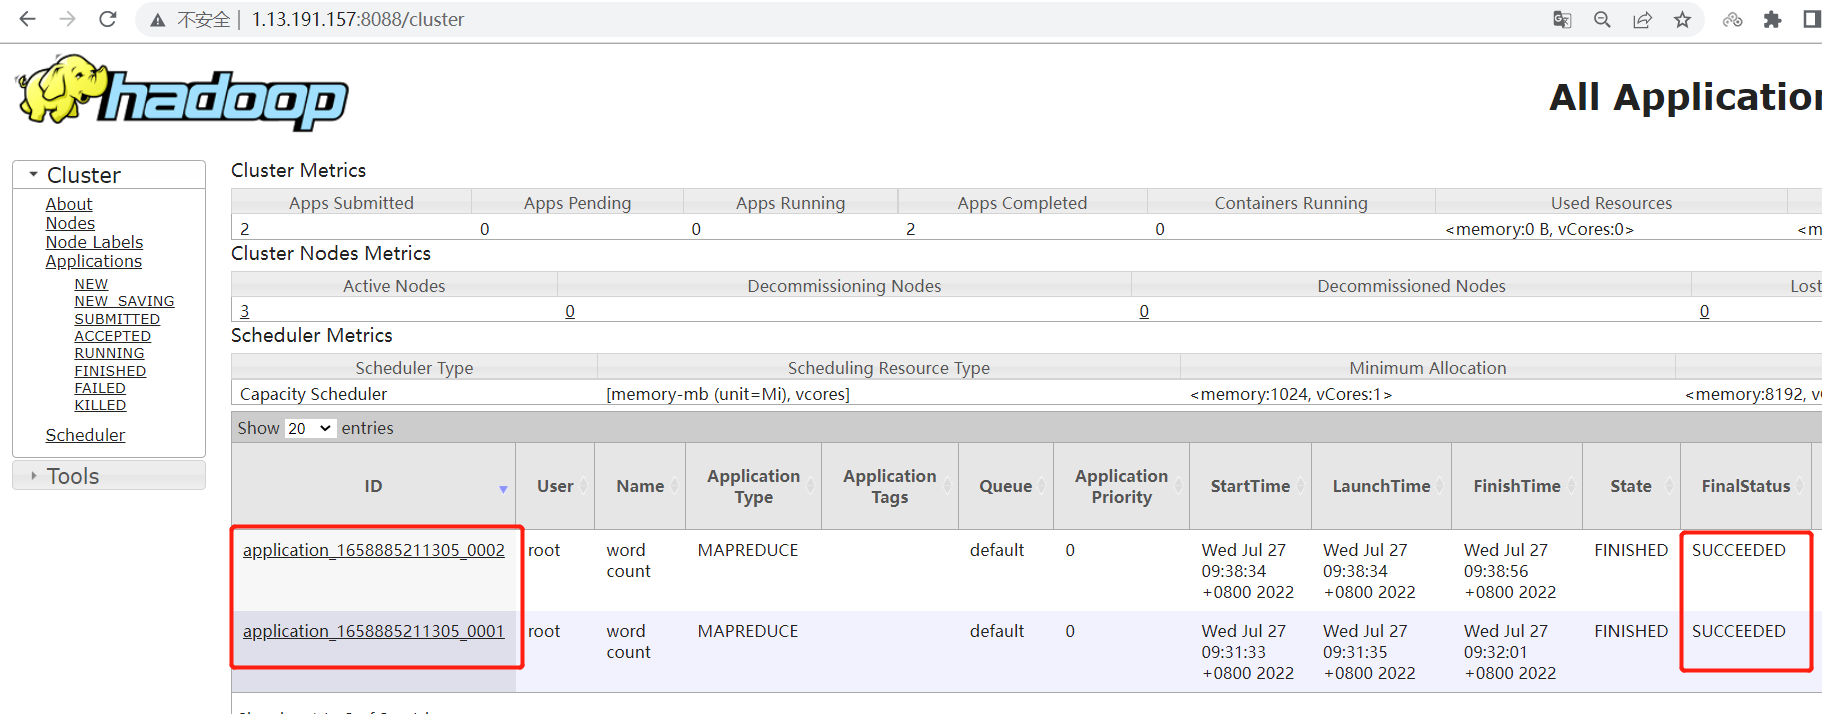 不安全 | 1.13.191.157:8088/cluster
hadoop
All Application
Cluster
About
Nodes
Node Labels
Applications
NEW
NEW_SAVING
SUBMITTED
ACCEPTED
RUNNING
FINISHED
FAILED
KILLED
Scheduler
Tools
Cluster Metrics
Apps Submitted Apps Pending Apps Running Apps Completed Containers Running Used Resources
2 0 0 2 0 <memory:0 B, vCores:0> <m
Cluster Nodes Metrics
Active Nodes Decommissioning Nodes Decommissioned Nodes Lost
3 0 0 0
Scheduler Metrics
Scheduler Type Scheduling Resource Type Minimum Allocation
Capacity Scheduler [memory-mb (unit=Mi), vcores] <memory:1024, vCores:1> <memory:8192, vC
Show 20 entries
ID User Name Application Type Application Tags Queue Application Priority StartTime LaunchTime FinishTime State FinalStatus
application_1658885211305_0002 root word count MAPREDUCE default 0 Wed Jul 27 09:38:34 +0800 2022 Wed Jul 27 09:38:34 +0800 2022 Wed Jul 27 09:38:56 +0800 2022 FINISHED SUCCEEDED
application_1658885211305_0001 root word count MAPREDUCE default 0 Wed Jul 27 09:31:33 +0800 2022 Wed Jul 27 09:31:35 +0800 2022 Wed Jul 27 09:32:01 +0800 2022 FINISHED SUCCEEDED